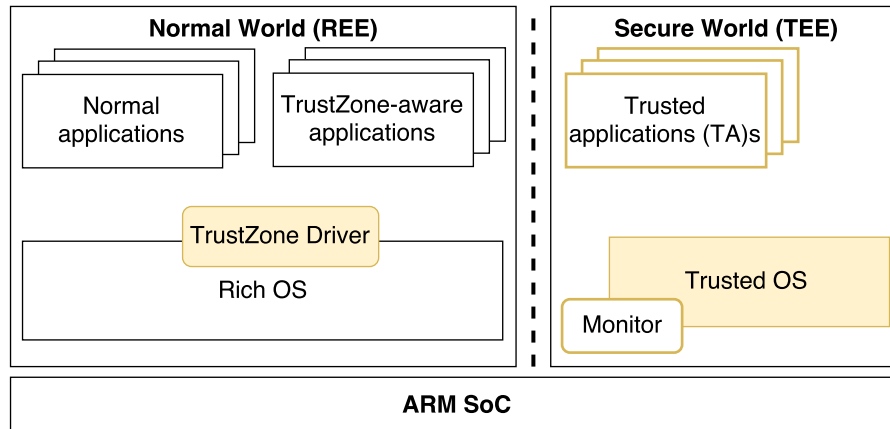 Normal World (REE)
Normal
applications
TrustZone-aware
applications
TrustZone Driver
Rich OS
Secure World (TEE)
Trusted
applications (TA)s
Trusted OS
Monitor
ARM SoC